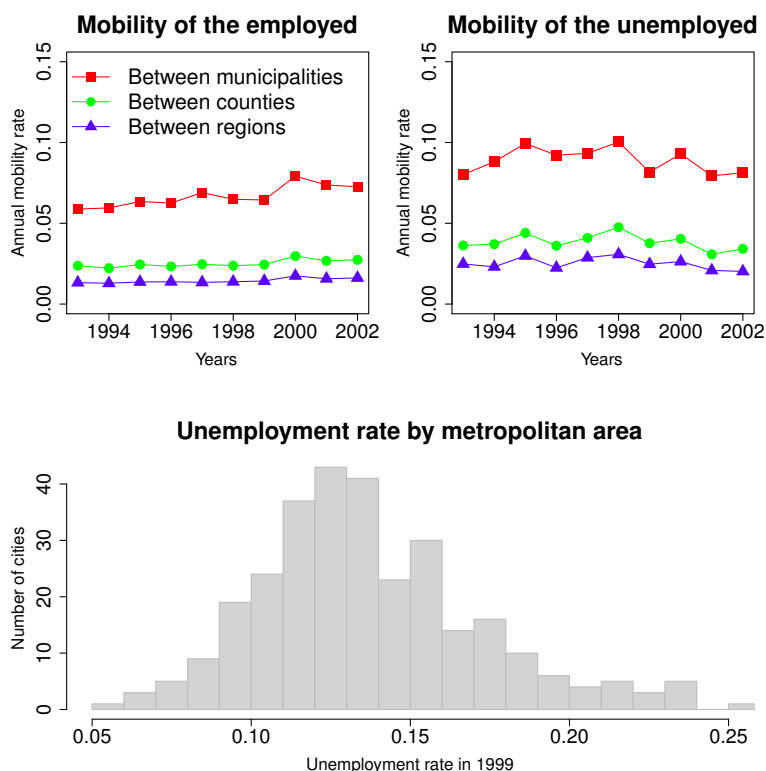 Mobility of the employed
Annual mobility rate
0.00 0.05 0.10 0.15
Between municipalities
Between counties
Between regions
1994 1996 1998 2000 2002
Years
Mobility of the unemployed
Annual mobility rate
0.00 0.05 0.10 0.15
1994 1996 1998 2000 2002
Years
Unemployment rate by metropolitan area
Number of cities
0 10 20 30 40
0.05 0.10 0.15 0.20 0.25
Unemployment rate in 1999